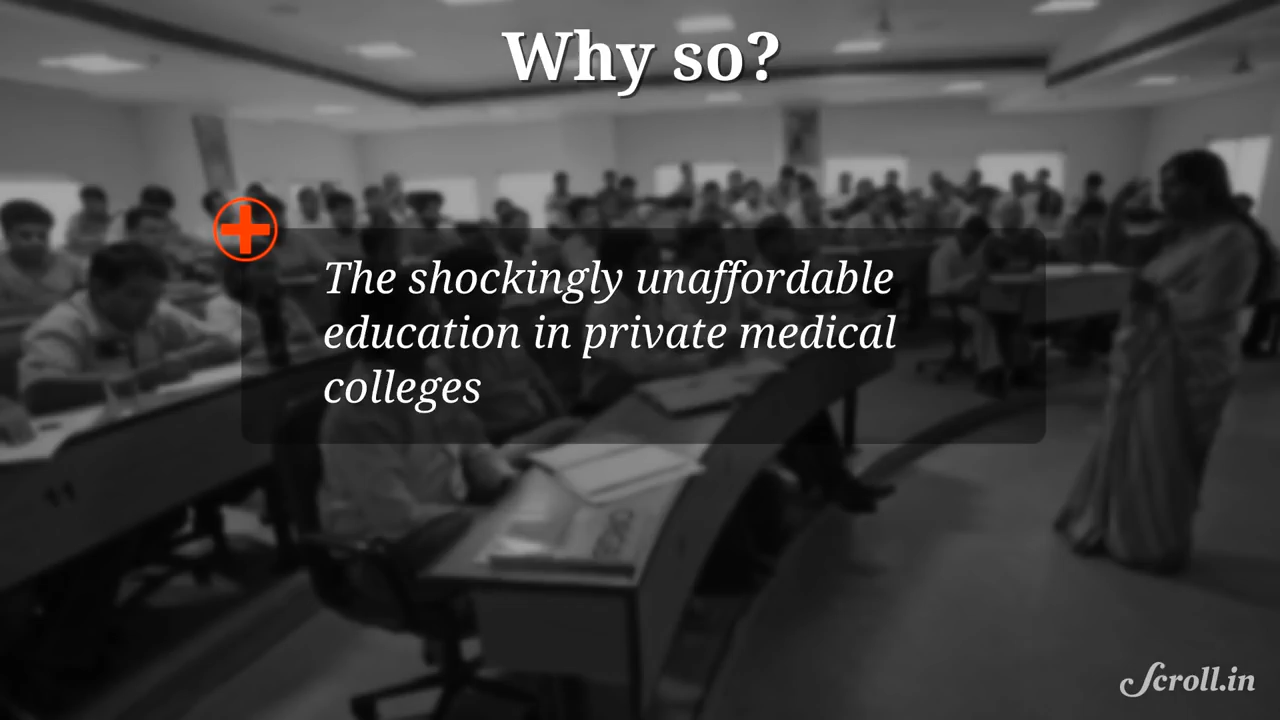 Why so?
The shockingly unaffordable
education in private medical
colleges
Scroll.in